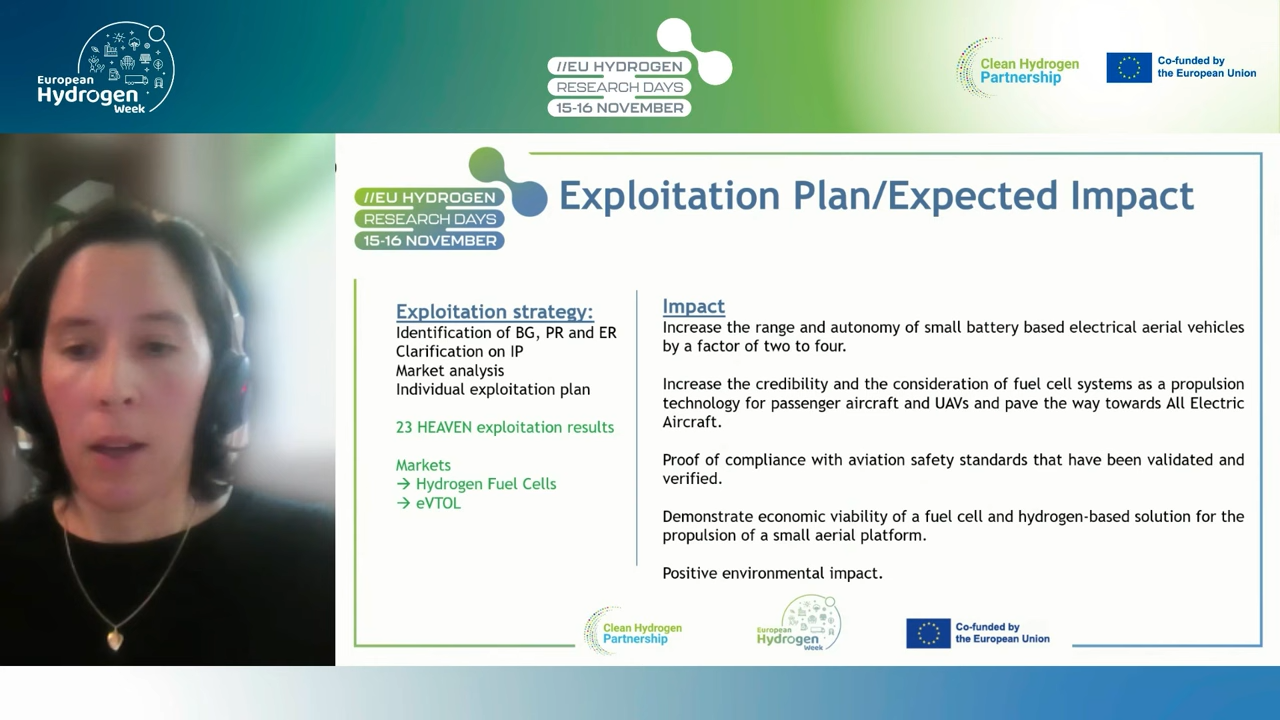 European
Hydrogen
Week
//EU HYDROGEN
RESEARCH DAYS
15-16 NOVEMBER
Clean Hydrogen
Partnership
Co-funded by
the European Union
//EU HYDROGEN
RESEARCH DAYS
15-16 NOVEMBER
Exploitation Plan/Expected Impact
Exploitation strategy:
Identification of BG, PR and ER
Clarification on IP
Market analysis
Individual exploitation plan
23 HEAVEN exploitation results
Markets
→ Hydrogen Fuel Cells
→ eVTOL
Impact
Increase the range and autonomy of small battery based electrical aerial vehicles
by a factor of two to four.
Increase the credibility and the consideration of fuel cell systems as a propulsion
technology for passenger aircraft and UAVs and pave the way towards All Electric
Aircraft.
Proof of compliance with aviation safety standards that have been validated and
verified.
Demonstrate economic viability of a fuel cell and hydrogen-based solution for the
propulsion of a small aerial platform.
Positive environmental impact.
Clean Hydrogen
Partnership
European
Hydrogen
Week
Co-funded by
the European Union